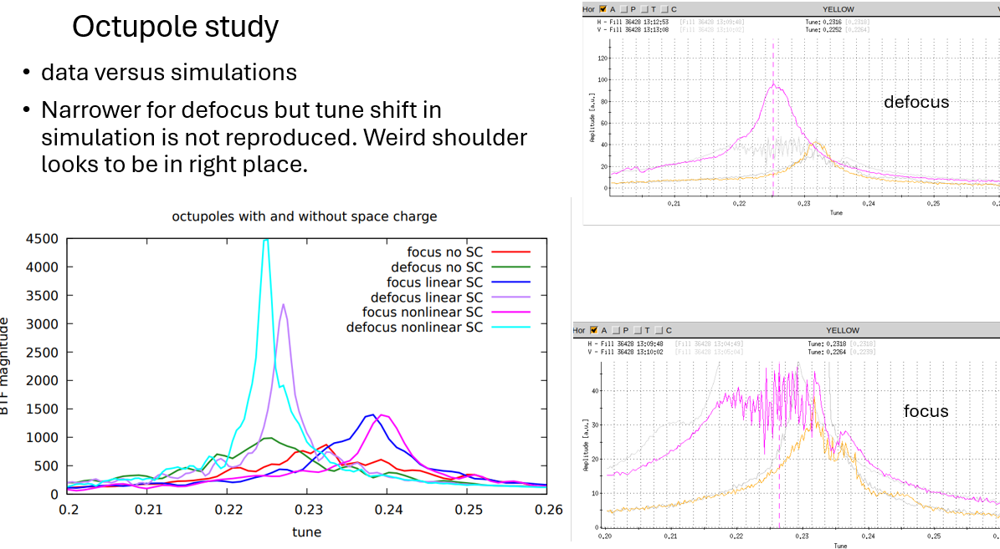 Octupole study
• data versus simulations
• Narrower for defocus but tune shift in
simulation is not reproduced. Weird shoulder
looks to be in right place.
octupoles with and without space charge
BTF magnitude
4500
4000
3500
3000
2500
2000
1500
1000
500
0
0.2
0.21
0.22
0.23
0.24
0.25
0.26
tune
focus no SC
defocus no SC
focus linear SC
defocus linear SC
focus nonlinear SC
defocus nonlinear SC
Hor A P T C YELLOW
H - Fill 36428 13:12:53 [Fill 36428 13:09:48] Tune: 0.2316 [0.2318]
V - Fill 36428 13:13:08 [Fill 36428 13:10:02] Tune: 0.2252 [0.2264]
Amplitude [a.u.]
120
100
80
60
40
20
0
defocus
0.21
0.22
0.23
0.24
0.25
Tune
Hor A P T C YELLOW
H - Fill 36428 13:09:48 [Fill 36428 13:04:49] Tune: 0.2318 [0.2318]
V - Fill 36428 13:10:02 [Fill 36428 13:05:04] Tune: 0.2264 [0.2239]
Amplitude [a.u.]
40
30
20
10
0
focus
0.20
0.21
0.22
0.23
0.24
0.25
Tune